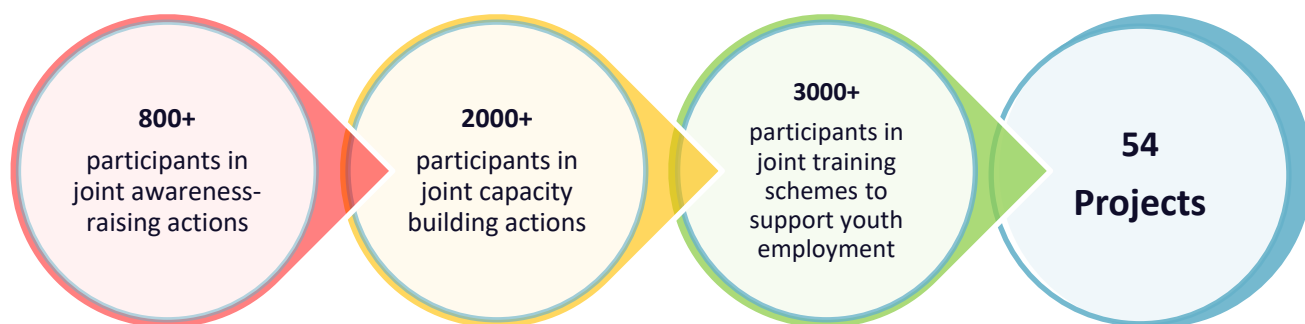 800+
participants in
joint awareness-
raising actions
2000+
participants in
joint capacity
building actions
3000+
participants in
joint training
schemes to
support youth
employment
54
Projects